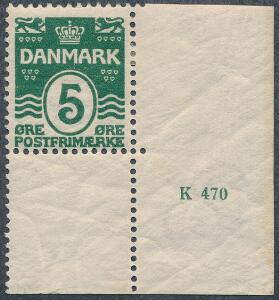 DANMARK
5
ØRE ØRE
POSTFRIMÆRKE
K 470